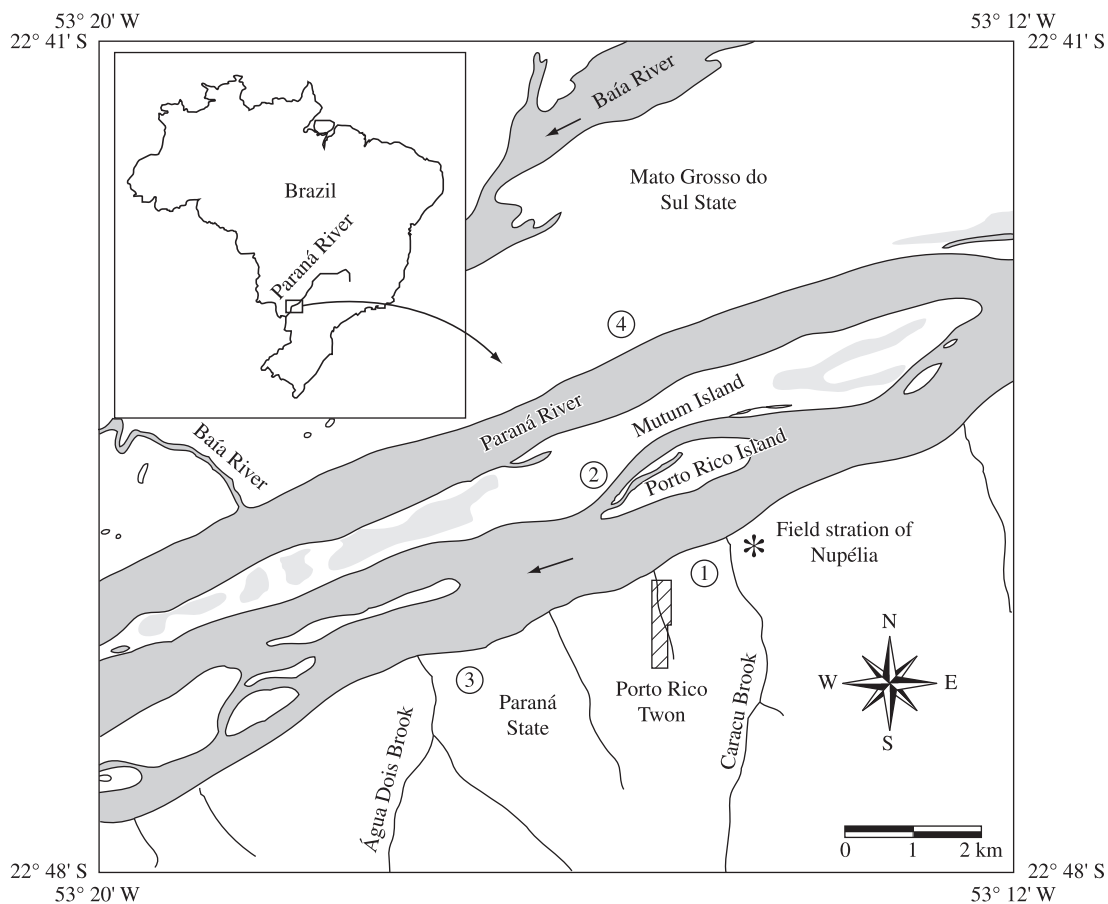 53° 20' W
53° 12' W
22° 41' S
22° 41' S
Baía River
Brazil
Mato Grosso do
Sul State
Paraná River
4
Mutum Island
Paraná River
Baía River
2
Porto Rico Island
Field stration of
Nupélia
1
N
3
W
E
Paraná
State
Porto Rico
Twon
S
Caracu Brook
Água Dois Brook
0
1
2 km
22° 48' S
22° 48' S
53° 20' W
53° 12' W